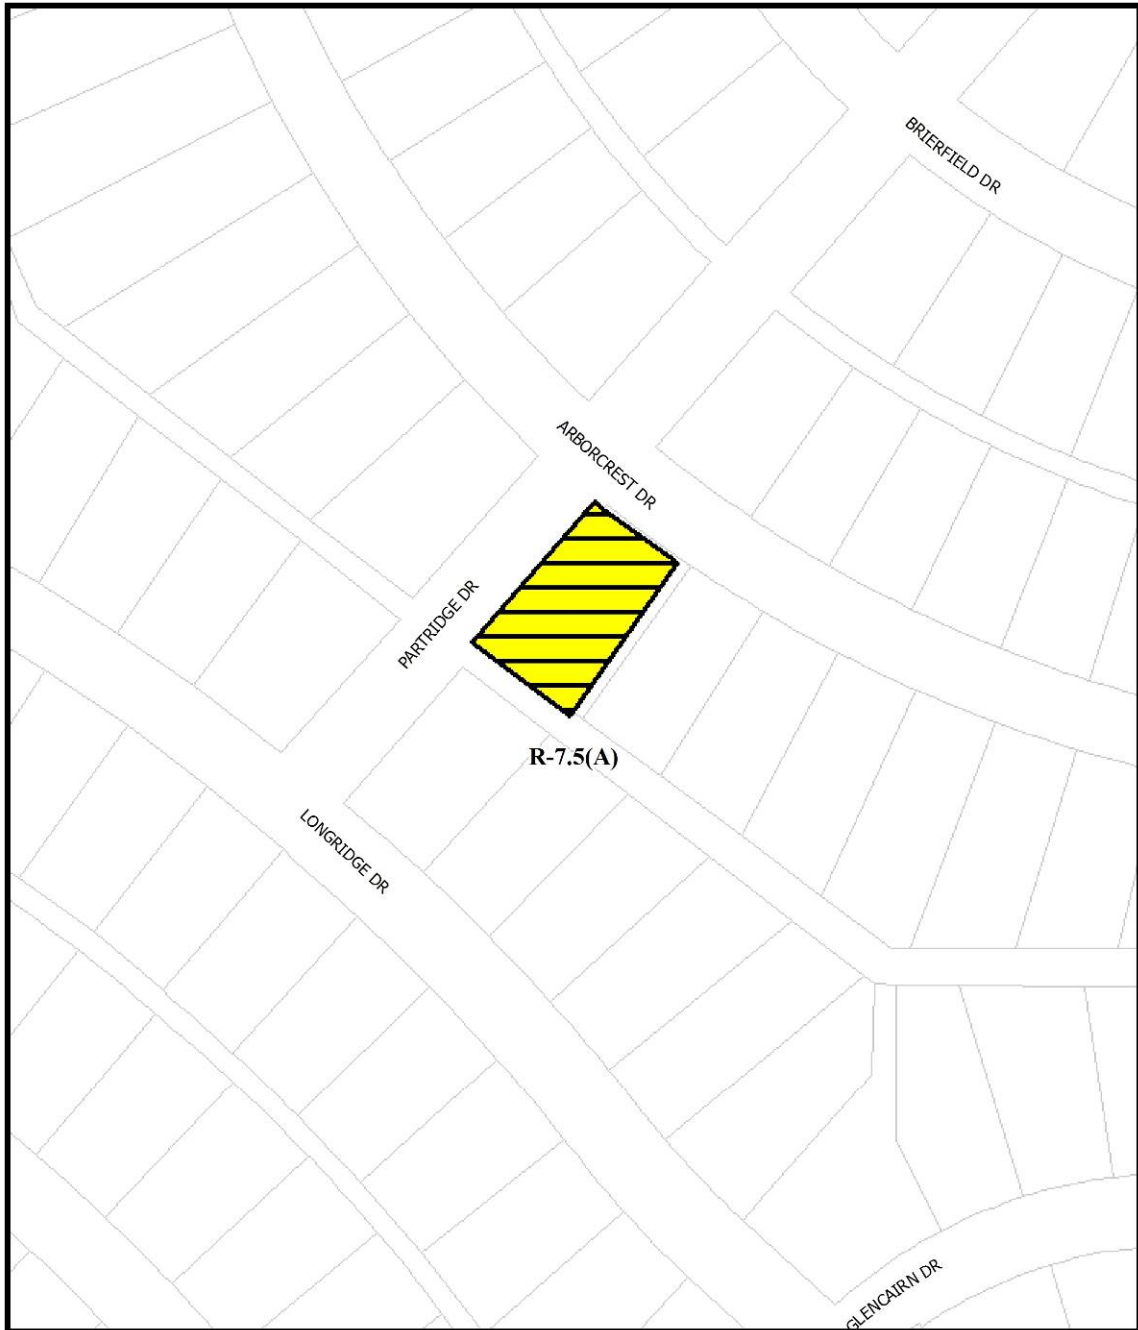 BRIERFIELD DR
ARBORCREST DR
PARTRIDGE DR
R-7.5(A)
LONGRIDGE DR
GLENCAIRN DR